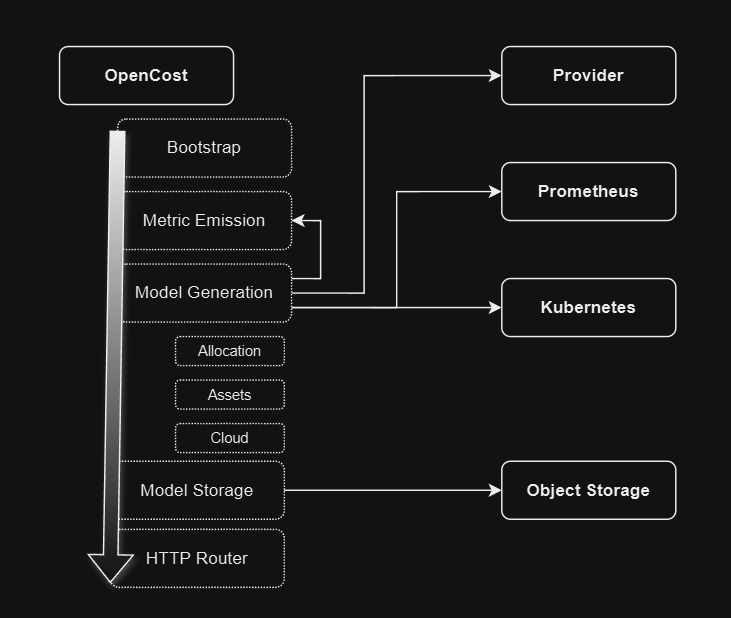 OpenCost
Provider
Bootstrap
Metric Emission
Prometheus
Model Generation
Kubernetes
Allocation
Assets
Cloud
Model Storage
Object Storage
HTTP Router